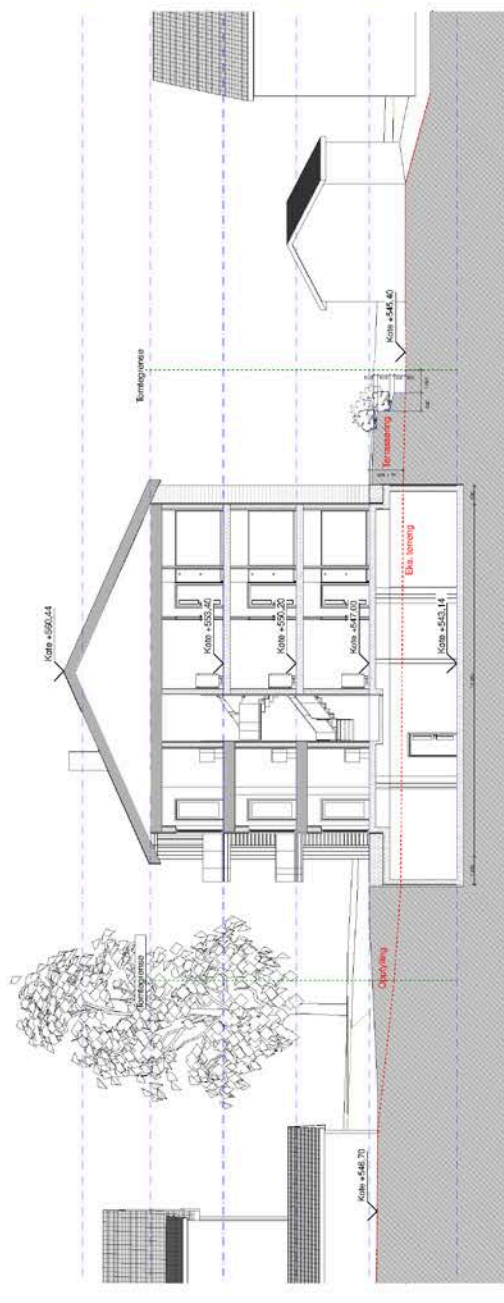 Kote +560,44
Tomtegrense
Tomtegrense
Kote +553,40
Kote +550,20
Kote +547,00
Kote +543,14
Kote +545,40
Kote +546,70
Terrassering
Eks. terreng
Oppfylling